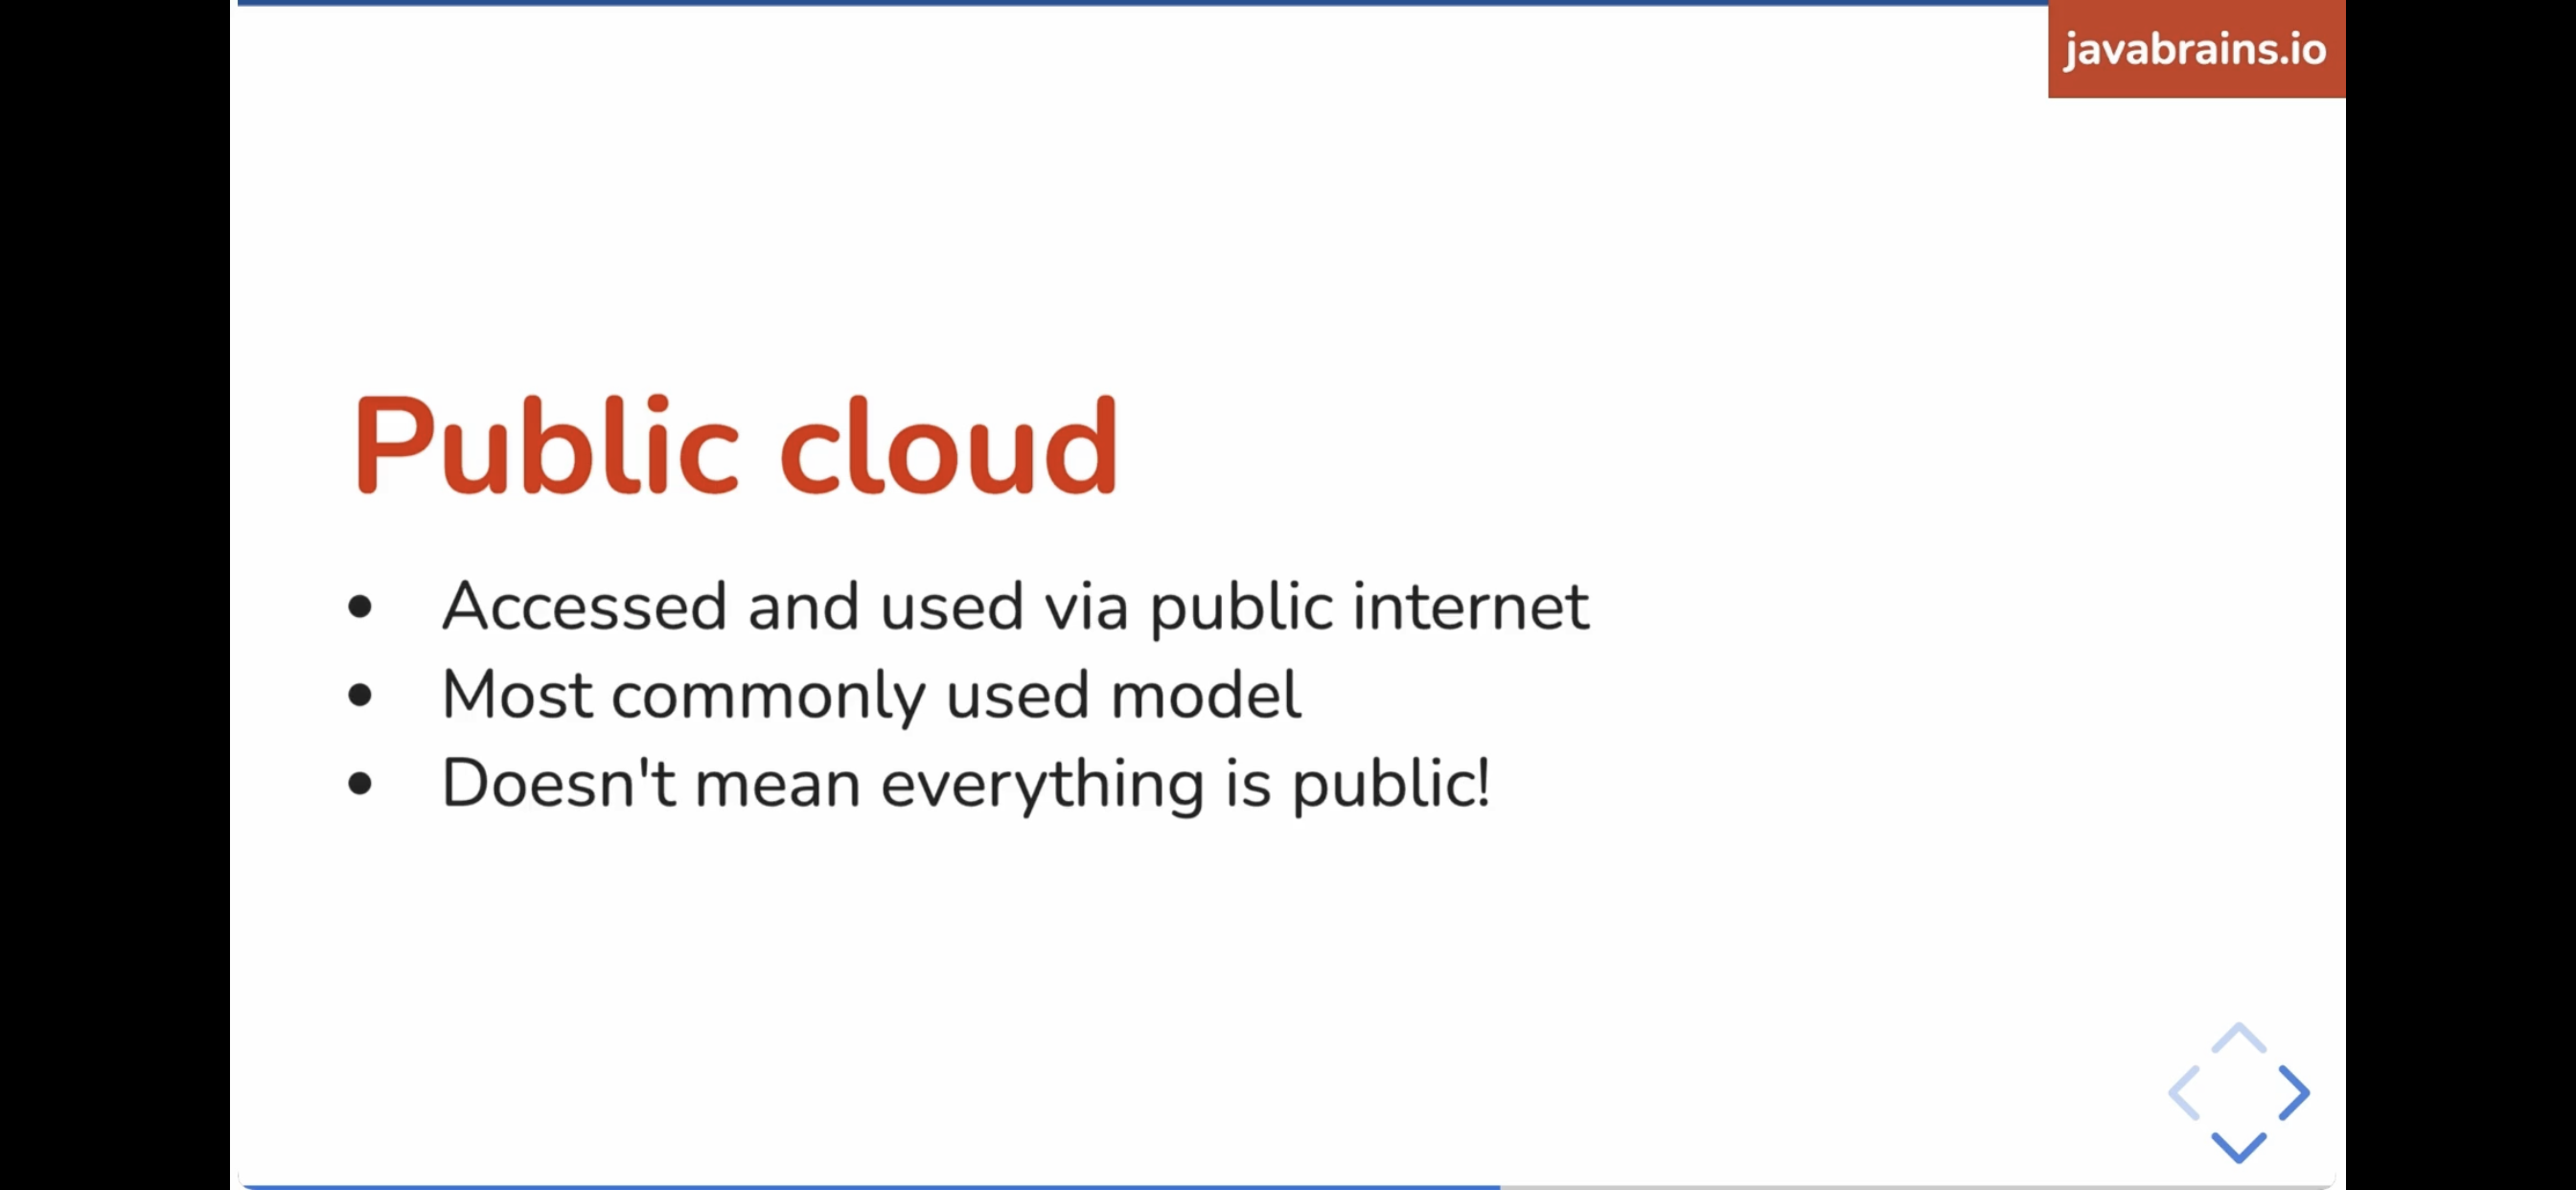 javabrains.io
Public cloud
• Accessed and used via public internet
• Most commonly used model
• Doesn't mean everything is public!